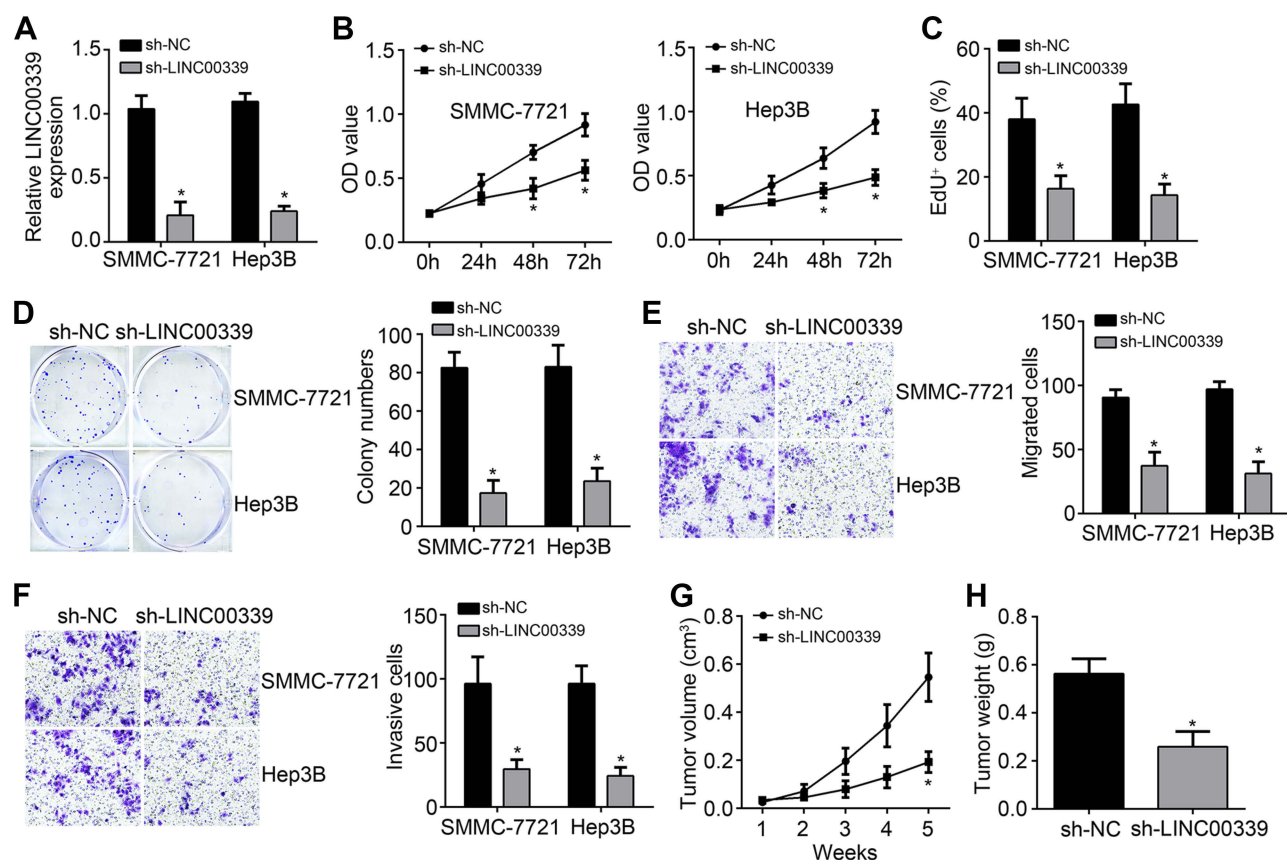 A
Relative LINC00339
expression
1.5
1.0
0.5
0.0
sh-NC
sh-LINC00339
*
*
SMMC-7721 Hep3B
B
OD value
1.5
1.0
0.5
0.0
sh-NC
sh-LINC00339
SMMC-7721
*
*
0h 24h 48h 72h
OD value
1.5
1.0
0.5
0.0
sh-NC
sh-LINC00339
Hep3B
*
*
0h 24h 48h 72h
C
EdU+ cells (%)
60
40
20
0
sh-NC
sh-LINC00339
*
*
SMMC-7721 Hep3B
D
sh-NC sh-LINC00339
SMMC-7721
Hep3B
Colony numbers
100
80
60
40
20
0
sh-NC
sh-LINC00339
*
*
SMMC-7721 Hep3B
E
sh-NC sh-LINC00339
SMMC-7721
Hep3B
Migrated cells
150
100
50
0
sh-NC
sh-LINC00339
*
*
SMMC-7721 Hep3B
F
sh-NC sh-LINC00339
SMMC-7721
Hep3B
Invasive cells
150
100
50
0
sh-NC
sh-LINC00339
*
*
SMMC-7721 Hep3B
G
Tumor volume (cm³)
0.8
0.6
0.4
0.2
0.0
sh-NC
sh-LINC00339
*
1 2 3 4 5
Weeks
H
Tumor weight (g)
0.8
0.6
0.4
0.2
0.0
*
sh-NC sh-LINC00339